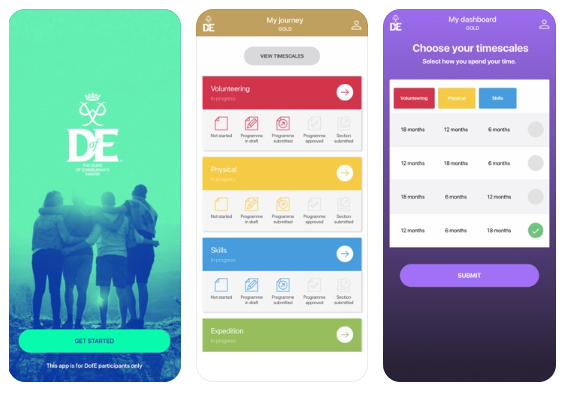 DofE
THE DUKE
OF EDINBURGH'S
AWARD
GET STARTED
This app is for DofE participants only
DofE
My journey
GOLD
VIEW TIMESCALES
Volunteering
In progress
Not started
Programme in draft
Programme submitted
Programme approved
Section submitted
Physical
In progress
Not started
Programme in draft
Programme submitted
Programme approved
Section submitted
Skills
In progress
Not started
Programme in draft
Programme submitted
Programme approved
Section submitted
Expedition
In progress
DofE
My dashboard
GOLD
Choose your timescales
Select how you spend your time.
Volunteering Physical Skills
18 months 12 months 6 months
12 months 18 months 6 months
18 months 6 months 12 months
12 months 6 months 18 months
SUBMIT